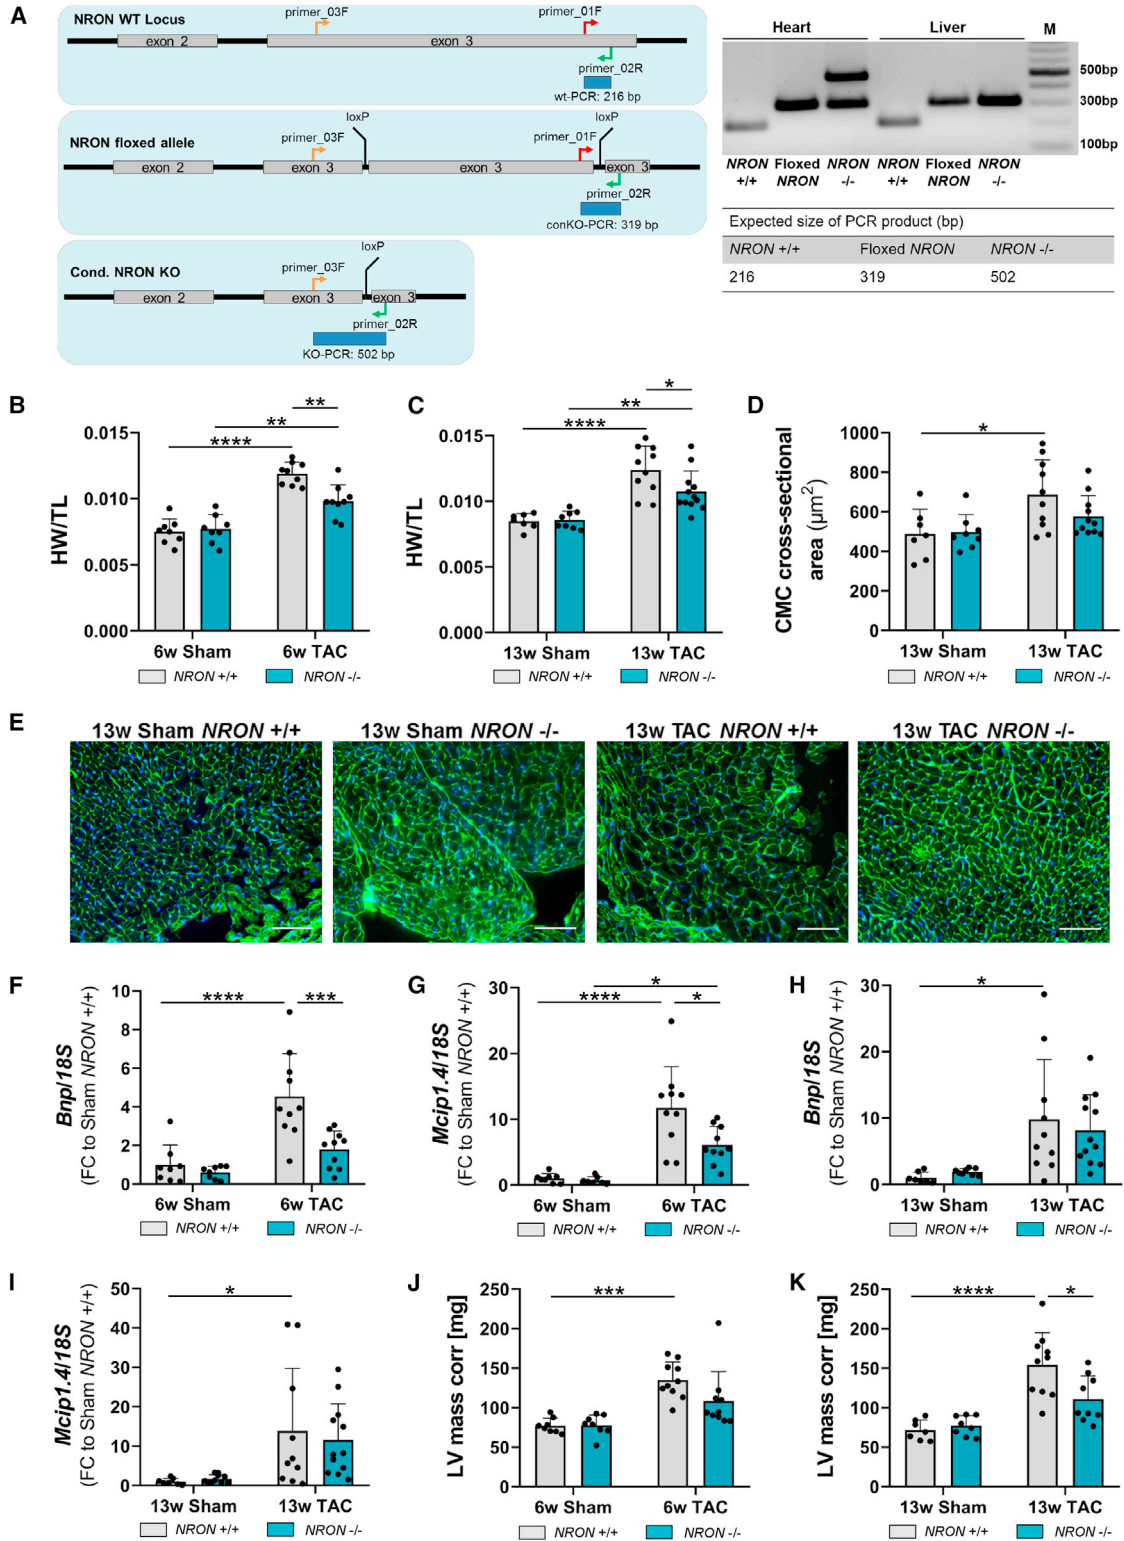 A
NRON WT Locus
primer_03F
primer_01F
exon 2
exon 3
primer_02R
wt-PCR: 216 bp
NRON floxed allele
primer_03F
loxP
primer_01F
loxP
exon 2
exon 3
exon 3
exon 3
primer_02R
conKO-PCR: 319 bp
Cond. NRON KO
primer_03F
loxP
exon 2
exon 3
exon 3
primer_02R
KO-PCR: 502 bp
Heart
Liver
M
500bp
300bp
100bp
NRON Floxed NRON NRON Floxed NRON
+/+ NRON -/- +/+ NRON -/-
Expected size of PCR product (bp)
NRON +/+ Floxed NRON NRON -/-
216 319 502
B
**
**
****
HW/TL
0.015
0.010
0.005
0.000
6w Sham 6w TAC
NRON +/+ NRON -/-
C
*
**
****
HW/TL
0.015
0.010
0.005
0.000
13w Sham 13w TAC
NRON +/+ NRON -/-
D
*
CMC cross-sectional
area (μm²)
1000
800
600
400
200
0
13w Sham 13w TAC
NRON +/+ NRON -/-
E
13w Sham NRON +/+
13w Sham NRON -/-
13w TAC NRON +/+
13w TAC NRON -/-
F
**** ***
Bnp/18S
(FC to Sham NRON +/+)
10
8
6
4
2
0
6w Sham 6w TAC
NRON +/+ NRON -/-
G
*
**** *
Mcip1.4/18S
(FC to Sham NRON +/+)
30
20
10
0
6w Sham 6w TAC
NRON +/+ NRON -/-
H
*
Bnp/18S
(FC to Sham NRON +/+)
30
20
10
0
13w Sham 13w TAC
NRON +/+ NRON -/-
I
*
Mcip1.4/18S
(FC to Sham NRON +/+)
50
40
30
20
10
0
13w Sham 13w TAC
NRON +/+ NRON -/-
J
***
LV mass corr [mg]
250
200
150
100
50
0
6w Sham 6w TAC
NRON +/+ NRON -/-
K
**** *
LV mass corr [mg]
250
200
150
100
50
0
13w Sham 13w TAC
NRON +/+ NRON -/-